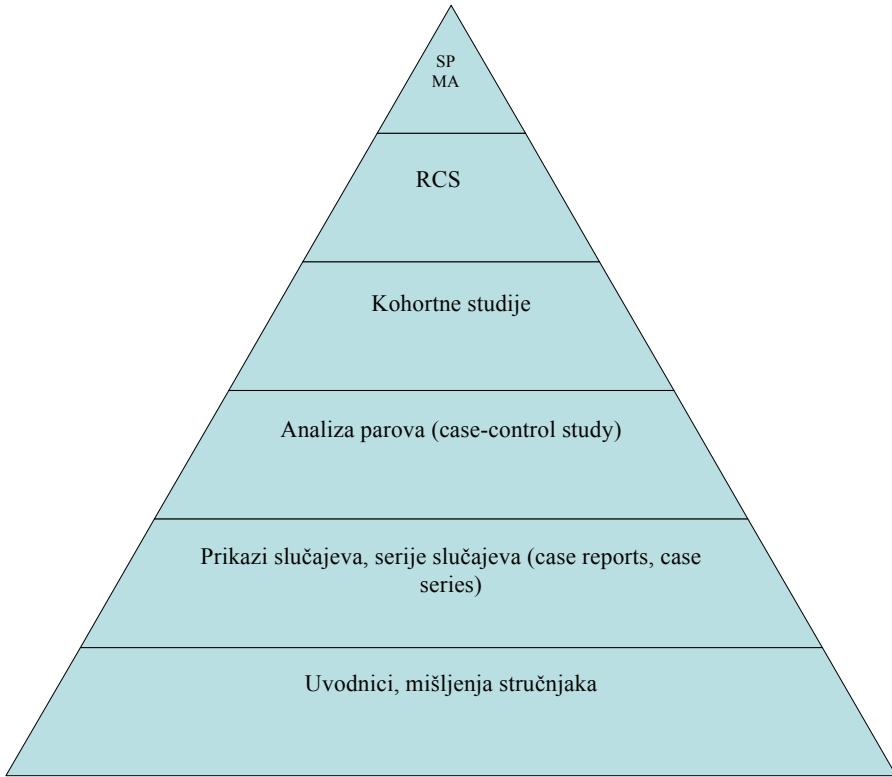 SP
MA
RCS
Kohortne studije
Analiza parova (case-control study)
Prikazi slučajeva, serije slučajeva (case reports, case
series)
Uvodnici, mišljenja stručnjaka